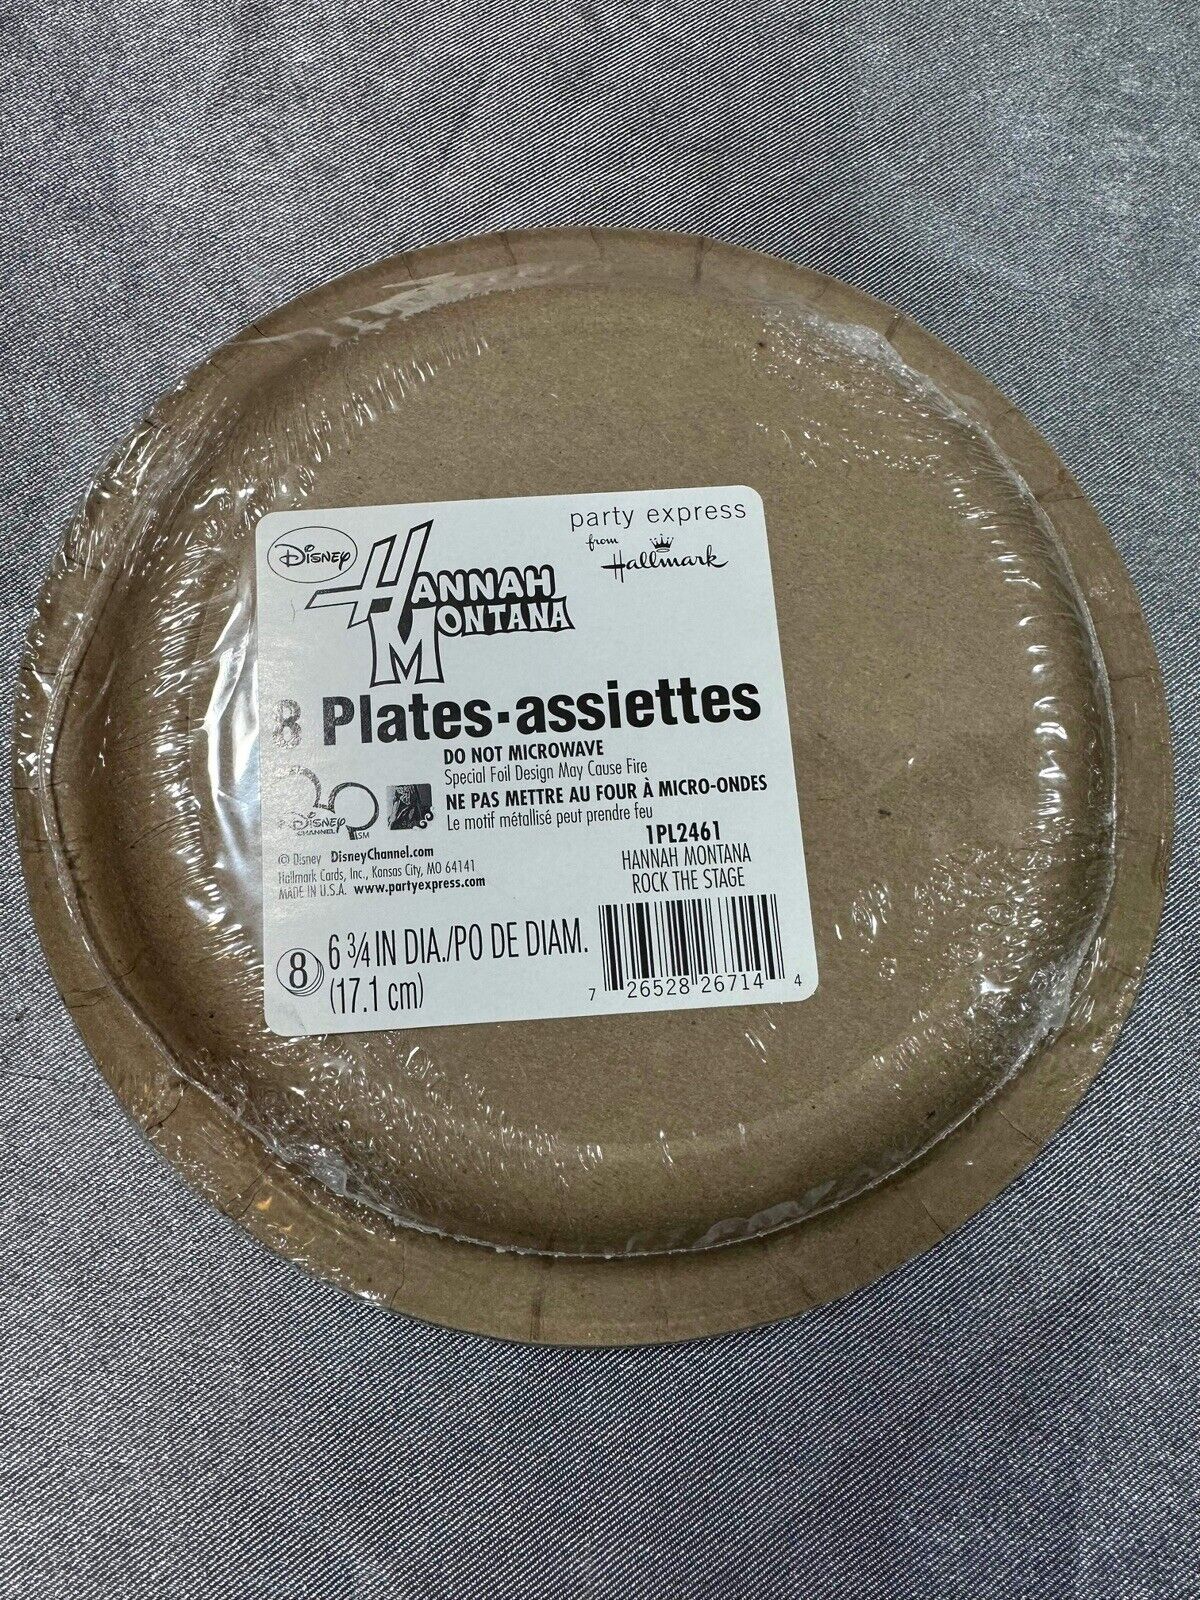 party express
from Hallmark
Disney
HANNAH
MONTANA
8 Plates•assiettes
DO NOT MICROWAVE
Special Foil Design May Cause Fire
NE PAS METTRE AU FOUR À MICRO-ONDES
Le motif métallisé peut prendre feu
Disney
CHANNEL
SM
1PL2461
HANNAH MONTANA
ROCK THE STAGE
© Disney DisneyChannel.com
Hallmark Cards, Inc., Kansas City, MO 64141
MADE IN U.S.A. www.partyexpress.com
8 6 3/4 IN DIA./PO DE DIAM.
(17.1 cm)
7 26528 26714 4